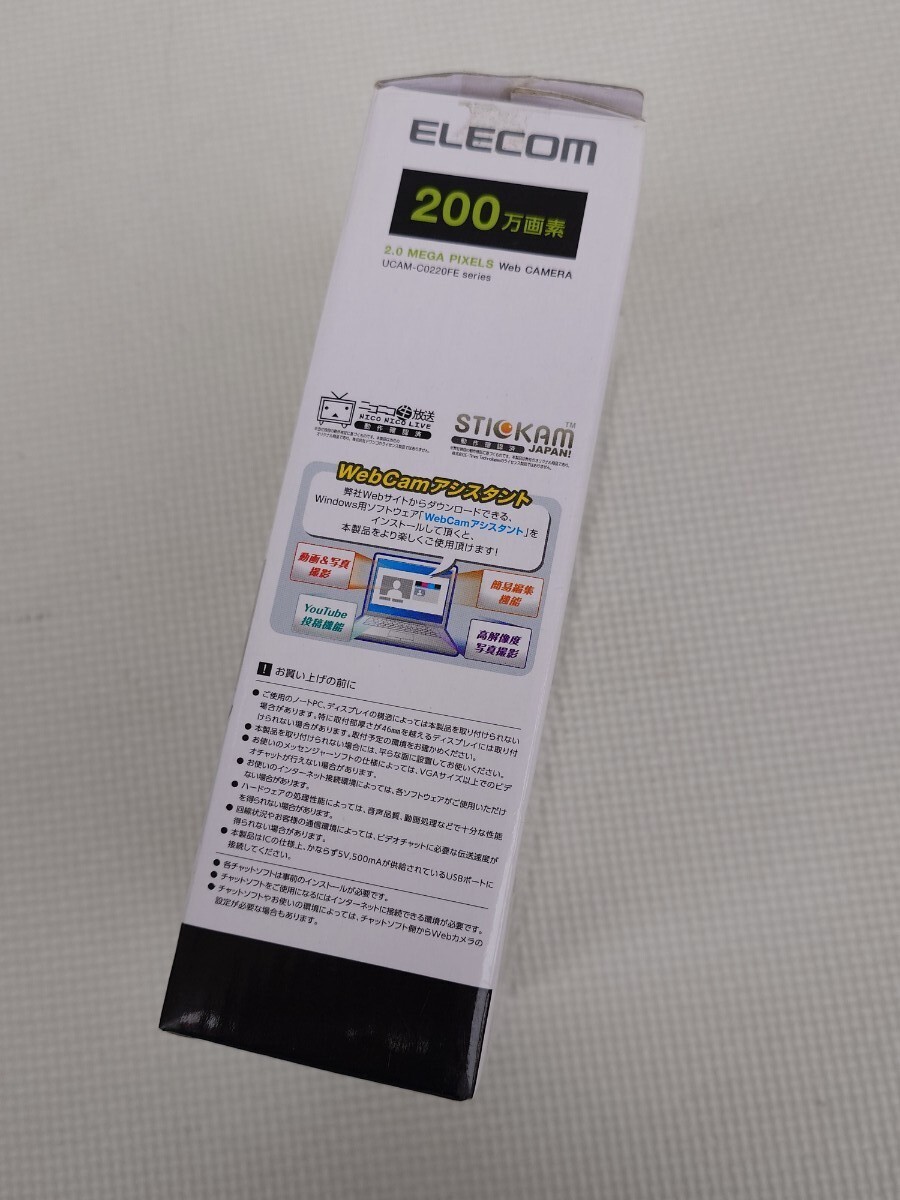 ELECOM
200万画素
2.0 MEGA PIXELS Web CAMERA
UCAM-C0220FE series
ニコニコ生放送
NICO NICO LIVE
動作確認済
STICKAM™
JAPAN!
動作確認済
WebCamアシスタント
弊社Webサイトからダウンロードできる、
Windows用ソフトウェア「WebCamアシスタント」を
インストールして頂くと、
本製品をより楽しくご使用頂けます!
動画&写真
撮影
簡易編集
機能
YouTube
投稿機能
高解像度
写真撮影
! お買い上げの前に
●ご使用のノートPC、ディスプレイの構造によっては本製品を取り付けられない
場合があります。特に取付部厚さが46mmを越えるディスプレイには取り付
けられない場合があります。取付予定の環境をお確かめください。
●本製品を取り付けられない場合には、平らな面に設置してお使いください。
●お使いのメッセンジャーソフトの仕様によっては、VGAサイズ以上でのビデ
オチャットが行えない場合があります。
●お使いのインターネット接続環境によっては、各ソフトウェアがご使用いただけ
ない場合があります。
●ハードウェアの処理性能によっては、音声品質、動画処理などで十分な性能
を得られない場合があります。
●回線状況やお客様の通信環境によっては、ビデオチャットに必要な伝送速度が
得られない場合があります。
●本製品はICの仕様上、かならず5V,500mAが供給されているUSBポートに
接続してください。
●各チャットソフトは事前のインストールが必要です。
●チャットソフトをご使用になるにはインターネットに接続できる環境が必要です。
●チャットソフトやお使いの環境によっては、チャットソフト側からWebカメラの
設定が必要な場合もあります。